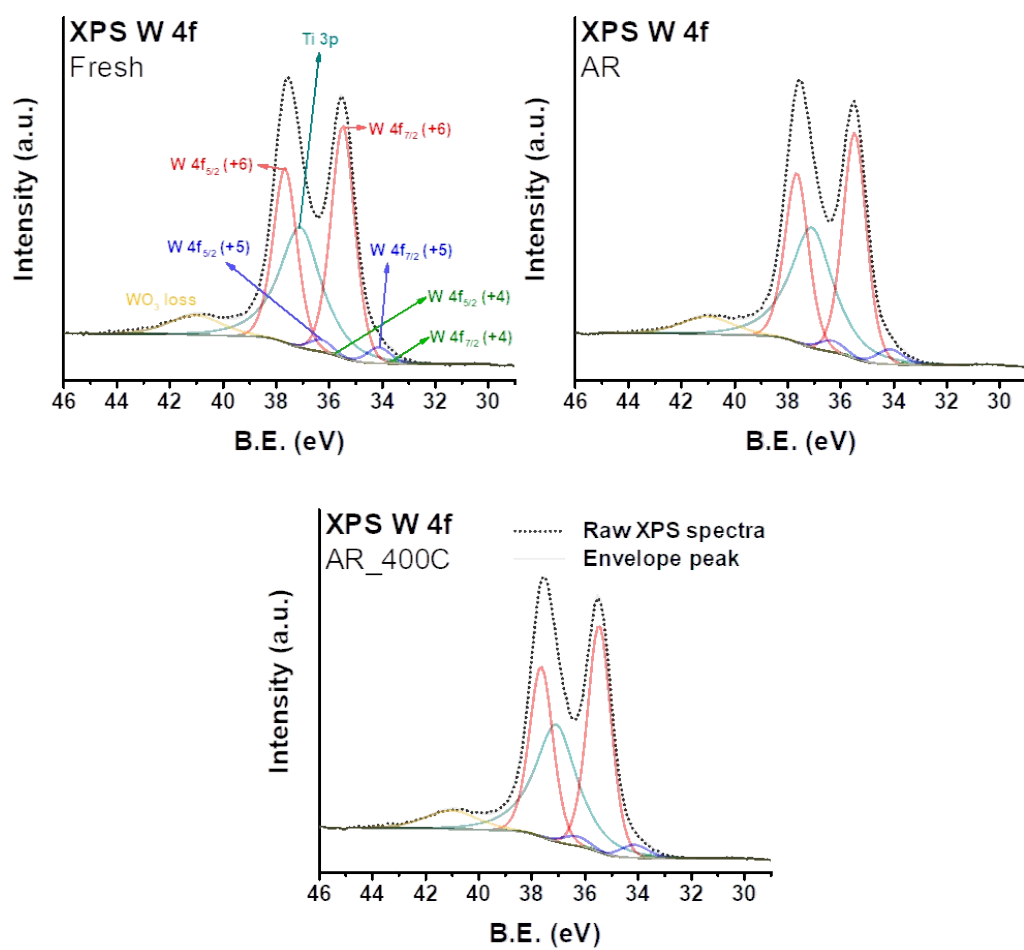 XPS W 4f
Fresh
Ti 3p
W 4f7/2 (+6)
W 4f5/2 (+6)
W 4f5/2 (+5)
W 4f7/2 (+5)
WO3 loss
W 4f5/2 (+4)
W 4f7/2 (+4)
Intensity (a.u.)
46 44 42 40 38 36 34 32 30
B.E. (eV)
XPS W 4f
AR
Intensity (a.u.)
46 44 42 40 38 36 34 32 30
B.E. (eV)
XPS W 4f
AR_400C
Raw XPS spectra
Envelope peak
Intensity (a.u.)
46 44 42 40 38 36 34 32 30
B.E. (eV)